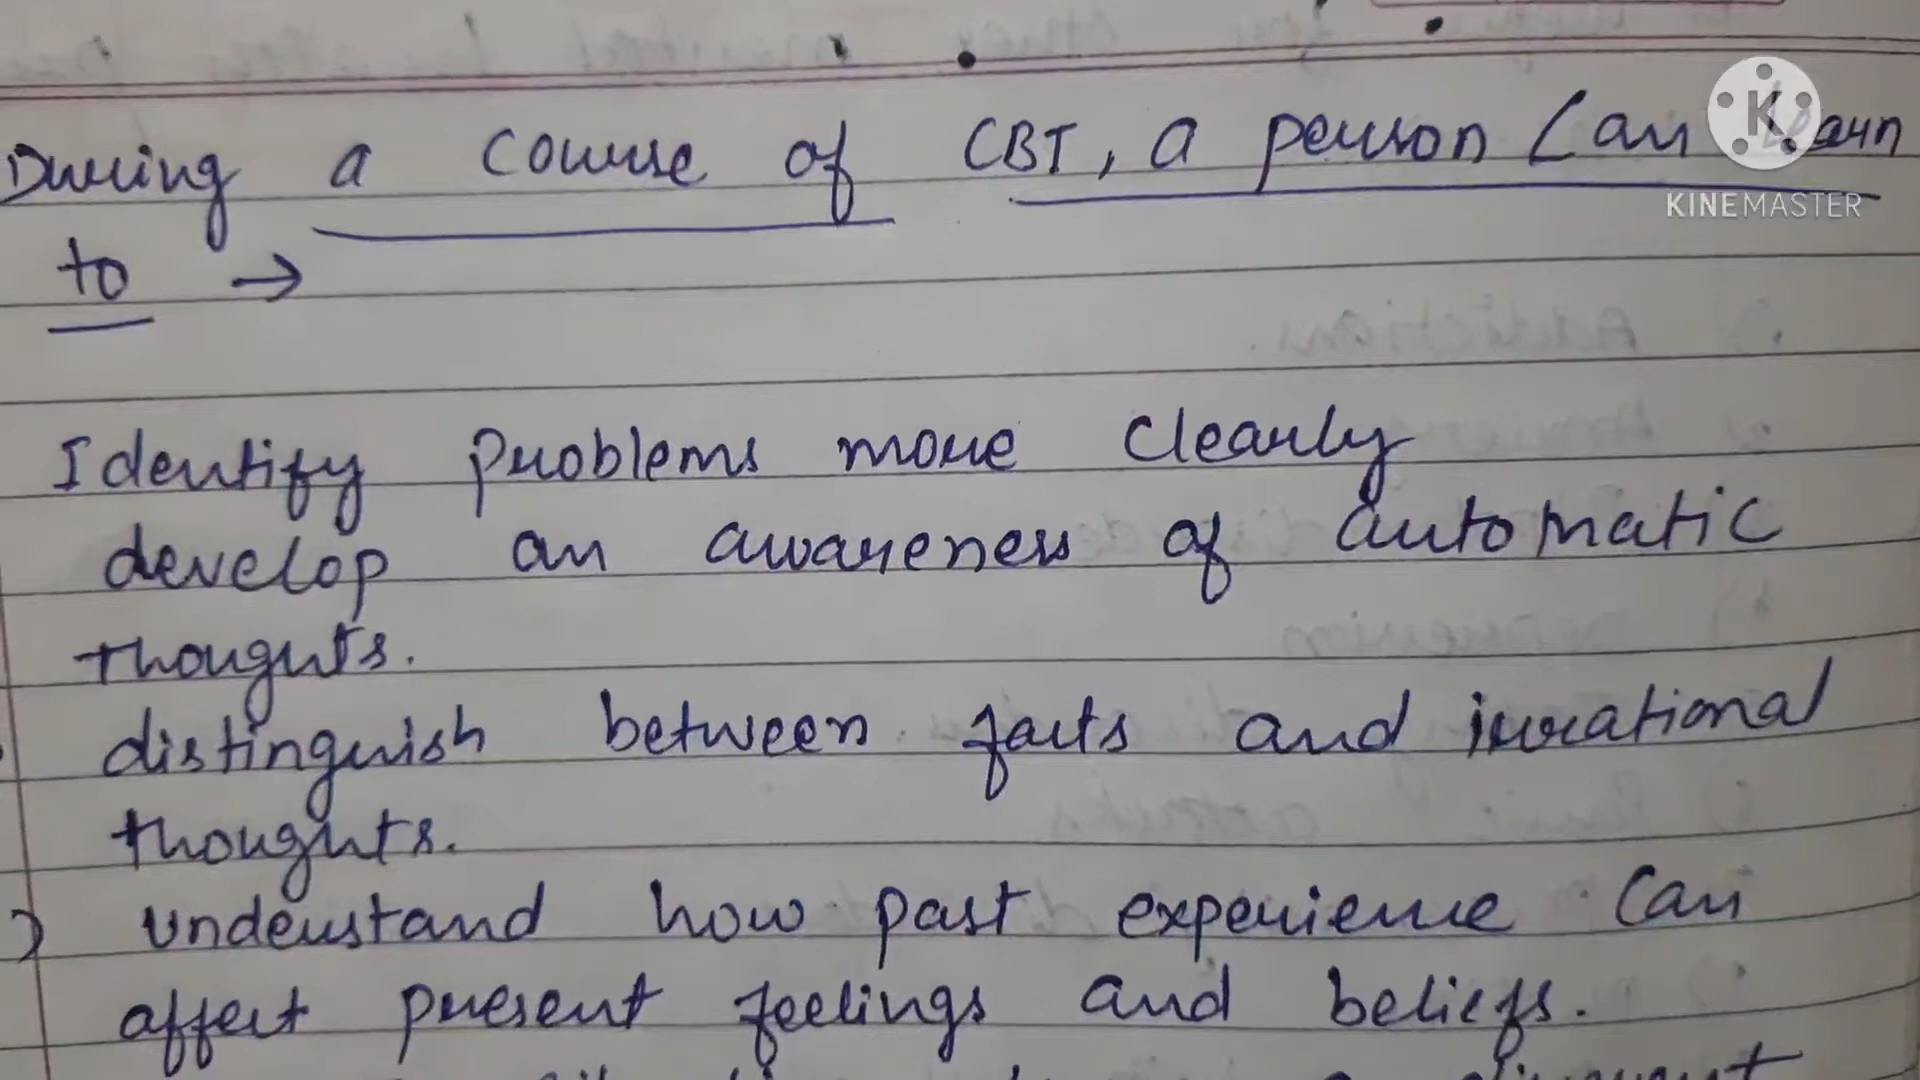 During a course of CBT, a person can learn
to →
Identify problems more clearly
develop an awareness of automatic
thoughts.
distinguish between facts and irrational
thoughts.
) understand how past experience can
affect present feelings and beliefs.
K
KINEMASTER